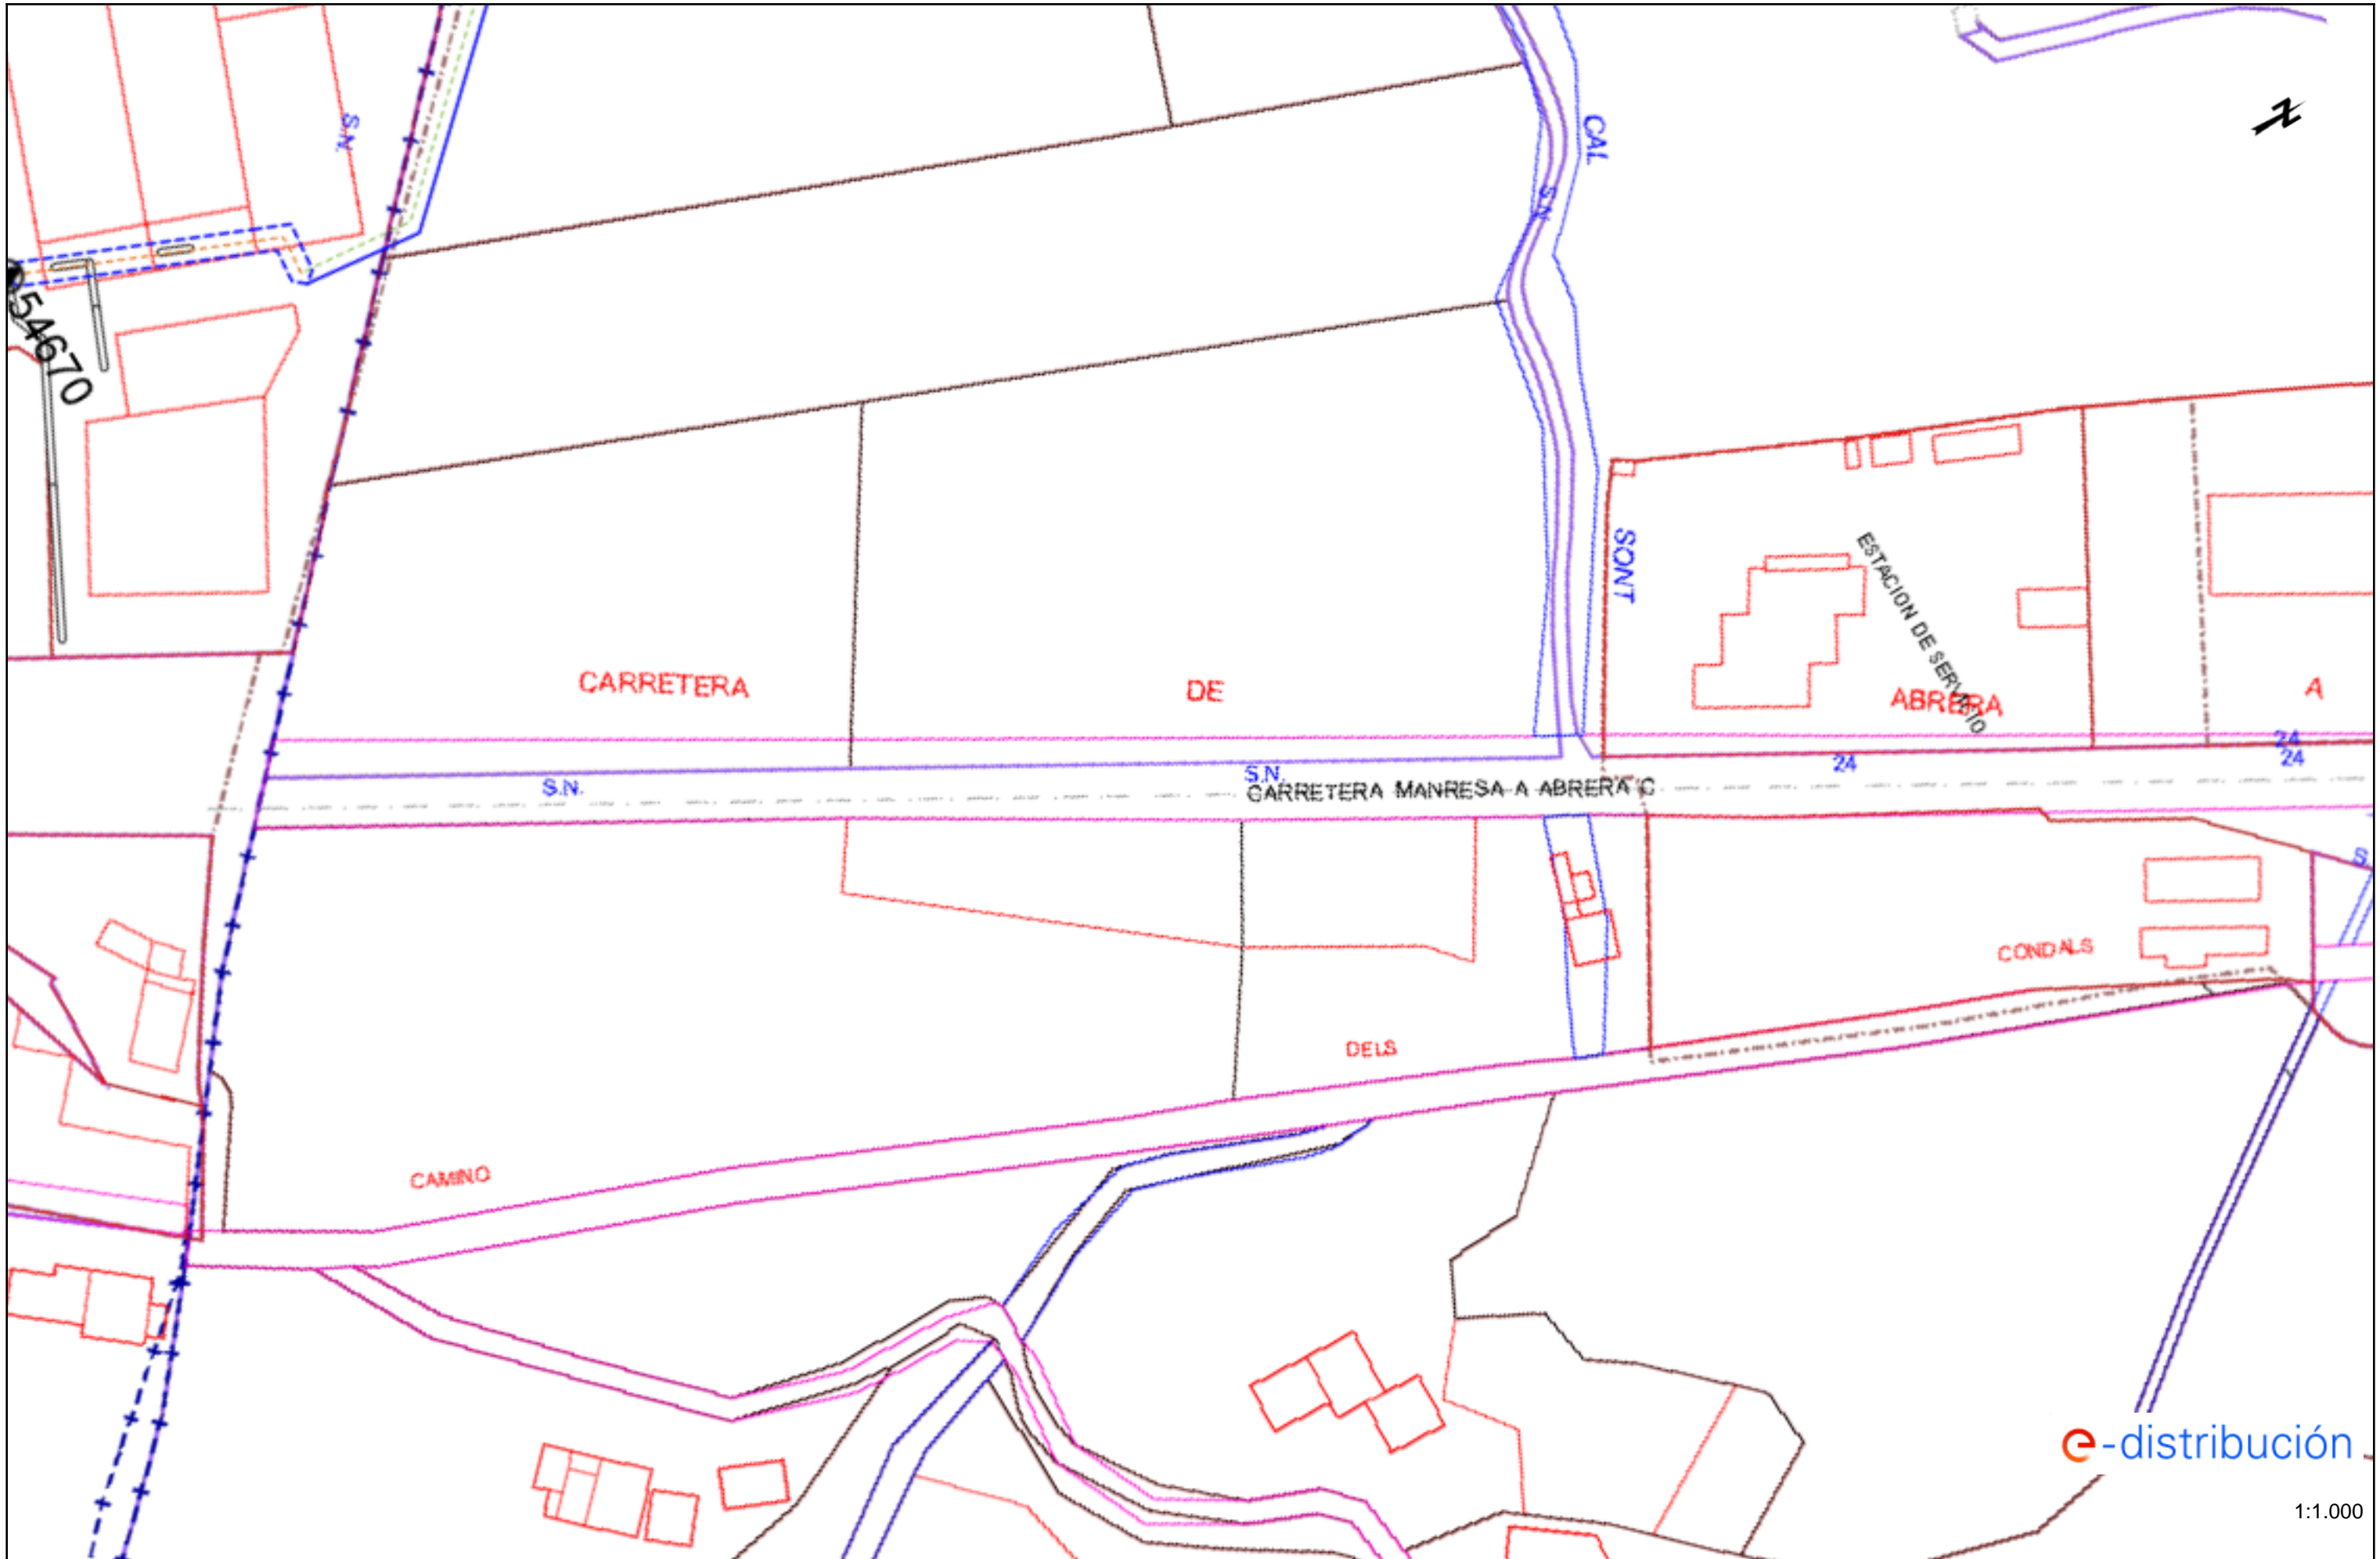 S.N.
CAL
S.N.
54670
SONT
ESTACION DE SERVICIO
CARRETERA
DE
ABRERA
A
24
24
24
S.N.
S.N.
CARRETERA MANRESA A ABRERA C
S.
CONDALS
DELS
CAMINO
e-distribución
1:1.000